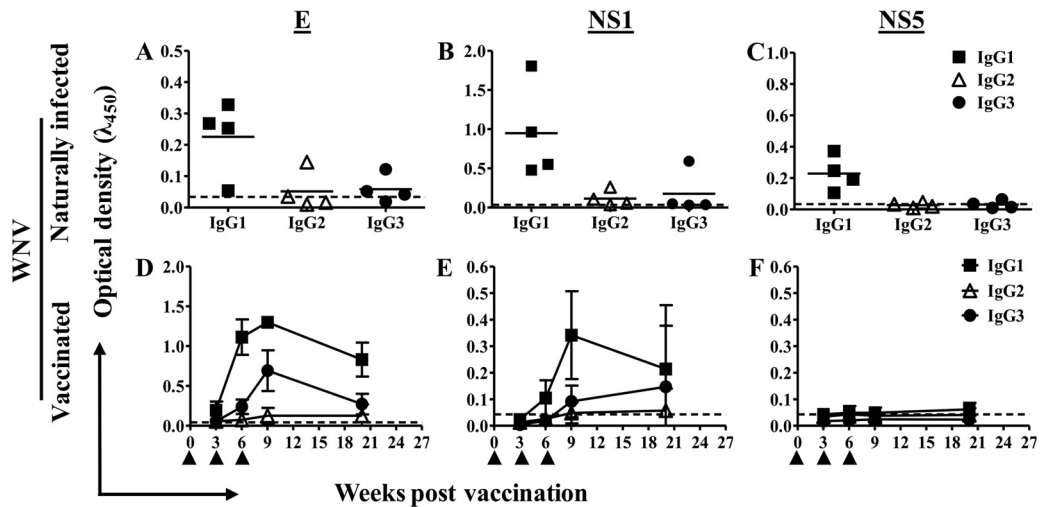 E NS1 NS5
WNV
Naturally infected
Vaccinated
Optical density (λ450)
A
0.5
0.4
0.3
0.2
0.1
0.0
IgG1 IgG2 IgG3
B
2.0
1.5
1.0
0.5
0.0
IgG1 IgG2 IgG3
C
1.0
0.8
0.6
0.4
0.2
0.0
IgG1 IgG2 IgG3
IgG1
IgG2
IgG3
D
2.0
1.5
1.0
0.5
0.0
0 3 6 9 12 15 18 21 24 27
E
0.6
0.5
0.4
0.3
0.2
0.1
0.0
0 3 6 9 12 15 18 21 24 27
F
0.6
0.5
0.4
0.3
0.2
0.1
0.0
0 3 6 9 12 15 18 21 24 27
IgG1
IgG2
IgG3
Weeks post vaccination